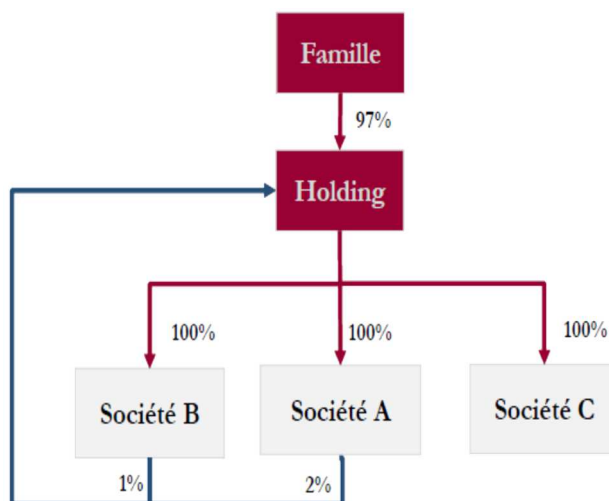 Famille
97%
Holding
100%
100%
100%
Société B
Société A
Société C
1%
2%